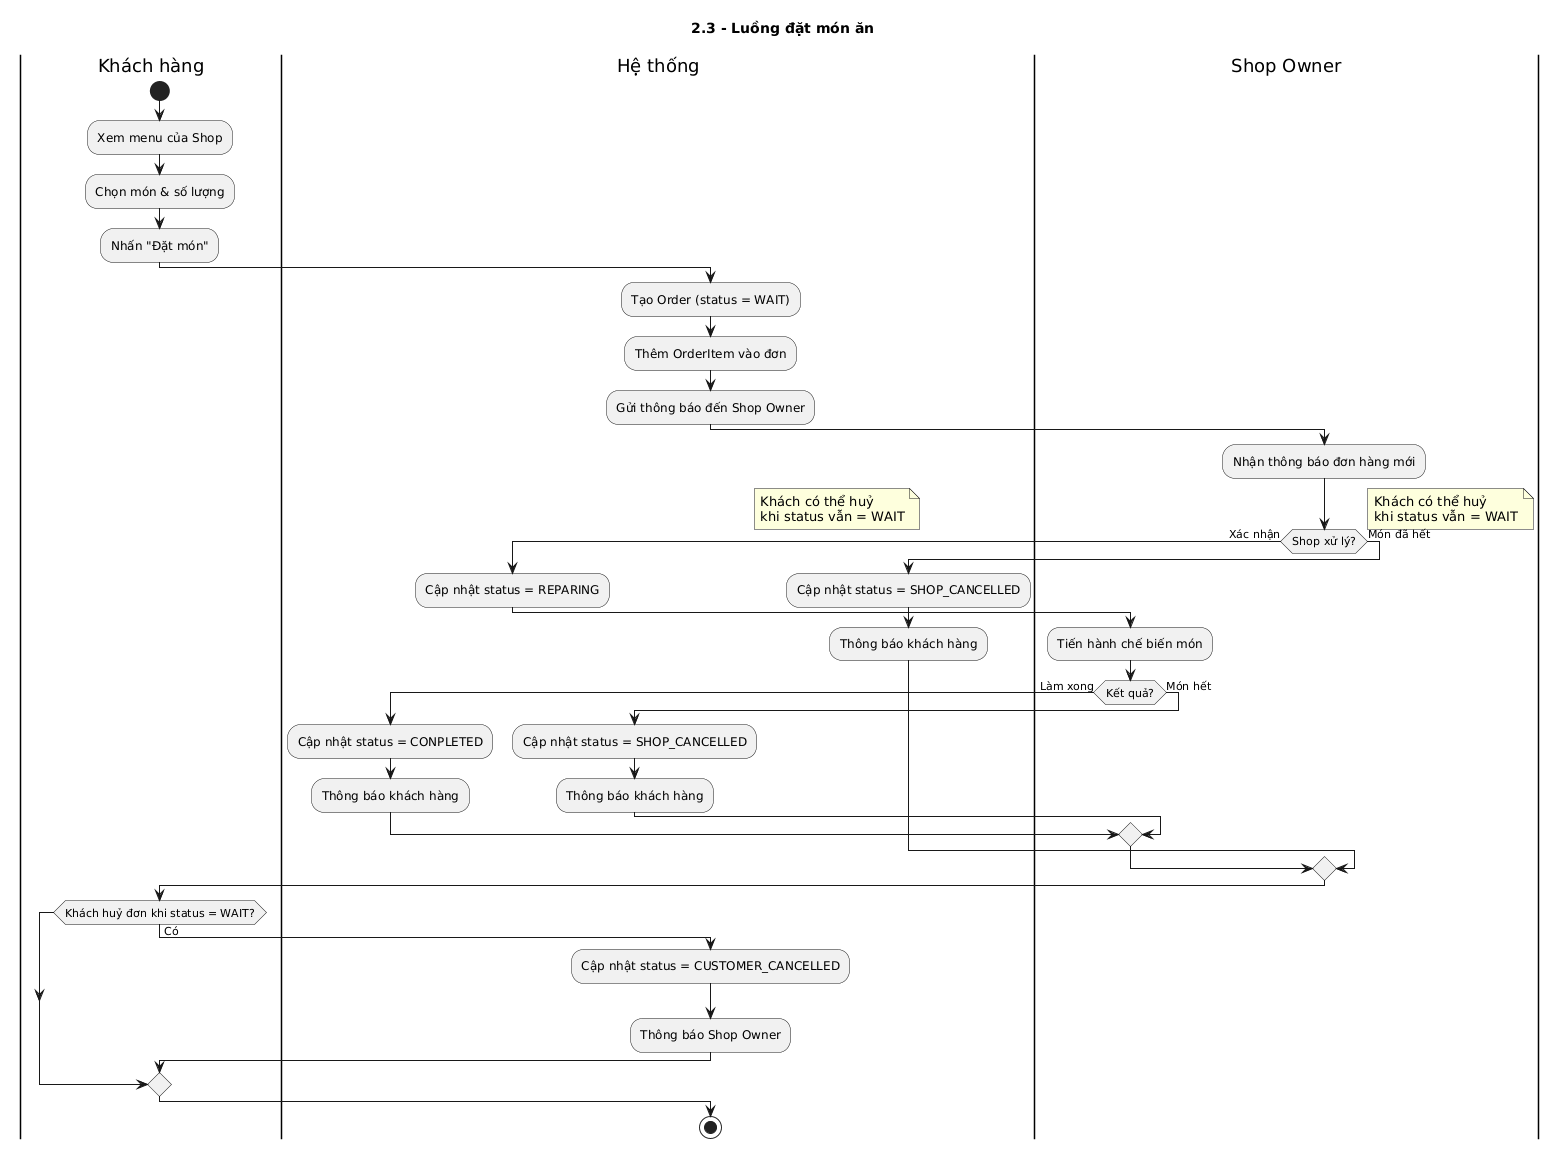 2.3 - Luồng đặt món ăn
Khách hàng
Hệ thống
Shop Owner
Xem menu của Shop
Chọn món & số lượng
Nhấn "Đặt món"
Tạo Order (status = WAIT)
Thêm OrderItem vào đơn
Gửi thông báo đến Shop Owner
Nhận thông báo đơn hàng mới
Khách có thể huỷ
khi status vẫn = WAIT
Khách có thể huỷ
khi status vẫn = WAIT
Xác nhận
Shop xử lý?
Món đã hết
Cập nhật status = REPARING
Cập nhật status = SHOP_CANCELLED
Thông báo khách hàng
Tiến hành chế biến món
Làm xong
Kết quả?
Món hết
Cập nhật status = CONPLETED
Cập nhật status = SHOP_CANCELLED
Thông báo khách hàng
Thông báo khách hàng
Khách huỷ đơn khi status = WAIT?
Có
Cập nhật status = CUSTOMER_CANCELLED
Thông báo Shop Owner